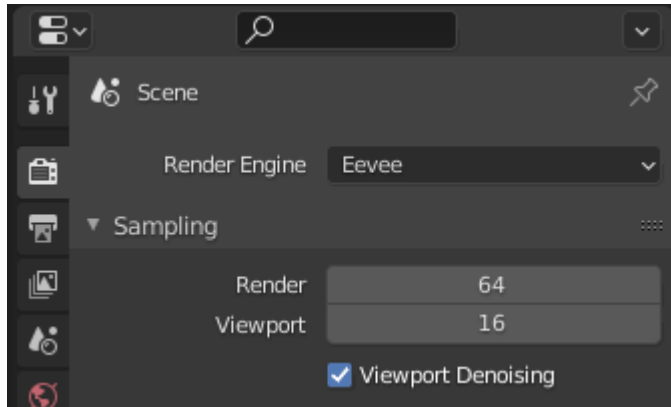 Scene
Render Engine Eevee
Sampling
Render 64
Viewport 16
Viewport Denoising